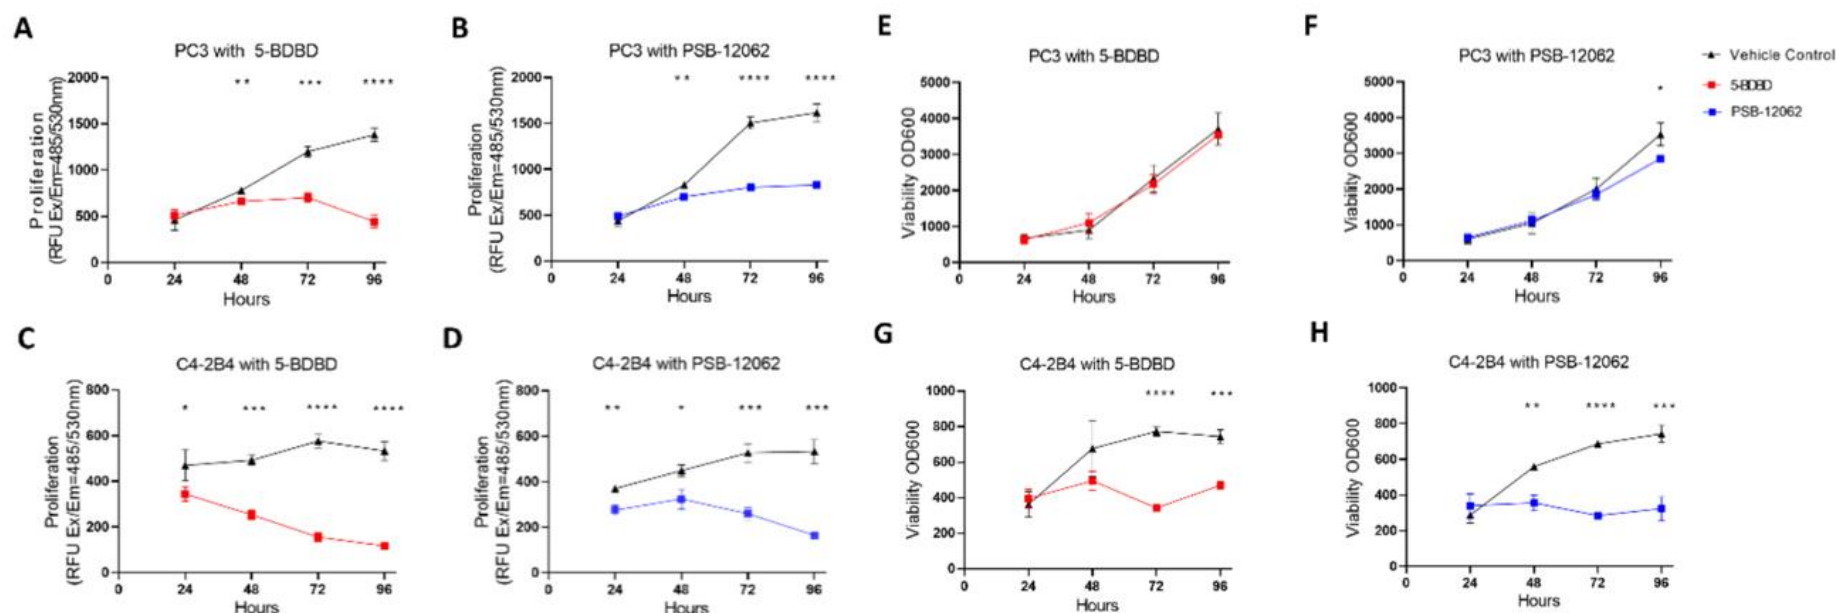 A
PC3 with 5-BDBD
** *** ****
Proliferation
(RFU Ex/Em=485/530nm)
2000
1500
1000
500
0
0 24 48 72 96
Hours
B
PC3 with PSB-12062
** **** ****
Proliferation
(RFU Ex/Em=485/530nm)
2000
1500
1000
500
0
0 24 48 72 96
Hours
E
PC3 with 5-BDBD
Viability OD600
5000
4000
3000
2000
1000
0
0 24 48 72 96
Hours
F
PC3 with PSB-12062
*
Viability OD600
5000
4000
3000
2000
1000
0
0 24 48 72 96
Hours
Vehicle Control
5-BDBD
PSB-12062
C
C4-2B4 with 5-BDBD
* *** **** ****
Proliferation
(RFU Ex/Em=485/530nm)
800
600
400
200
0
0 24 48 72 96
Hours
D
C4-2B4 with PSB-12062
** * *** ***
Proliferation
(RFU Ex/Em=485/530nm)
800
600
400
200
0
0 24 48 72 96
Hours
G
C4-2B4 with 5-BDBD
**** ***
Viability OD600
1000
800
600
400
200
0
0 24 48 72 96
Hours
H
C4-2B4 with PSB-12062
** **** ***
Viability OD600
1000
800
600
400
200
0
0 24 48 72 96
Hours